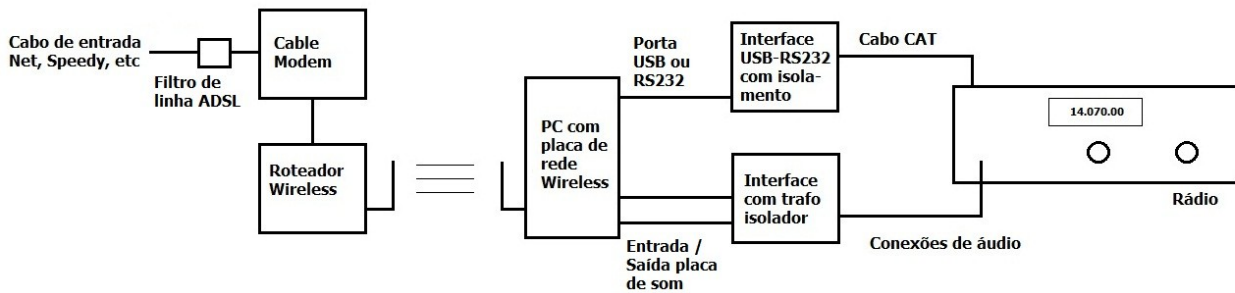 Cabo de entrada
Net, Speedy, etc
Filtro de
linha ADSL
Cable
Modem
Roteador
Wireless
PC com
placa de
rede
Wireless
Porta
USB ou
RS232
Interface
USB-RS232
com isola-
mento
Cabo CAT
14.070.00
Rádio
Interface
com trafo
isolador
Entrada /
Saída placa
de som
Conexões de áudio